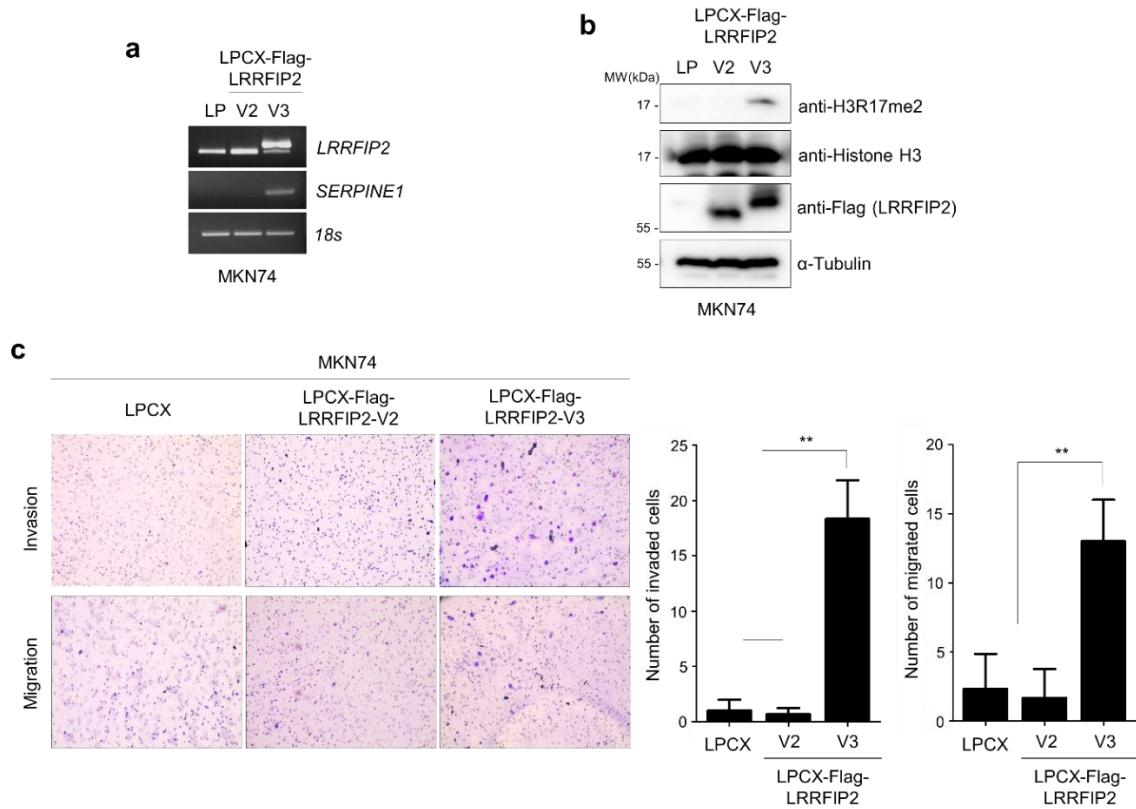 a
LPCX-Flag-
LRRFIP2
LP V2 V3
LRRFIP2
SERPINE1
18s
MKN74
b
LPCX-Flag-
LRRFIP2
LP V2 V3
MW(kDa)
17 - anti-H3R17me2
17 - anti-Histone H3
anti-Flag (LRRFIP2)
55 -
55 - α-Tubulin
MKN74
c
MKN74
LPCX
LPCX-Flag-
LRRFIP2-V2
LPCX-Flag-
LRRFIP2-V3
Invasion
Migration
Number of invaded cells
25
20
15
10
5
0
**
LPCX V2 V3
LPCX-Flag-
LRRFIP2
Number of migrated cells
20
15
10
5
0
**
LPCX V2 V3
LPCX-Flag-
LRRFIP2